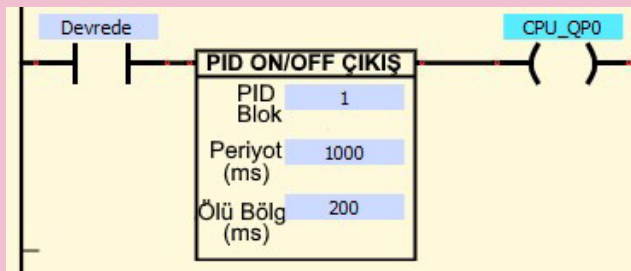 Devrede
CPU_QP0
PID ON/OFF ÇIKIŞ
PID
Blok
1
Periyot
(ms)
1000
Ölü Bölg
(ms)
200